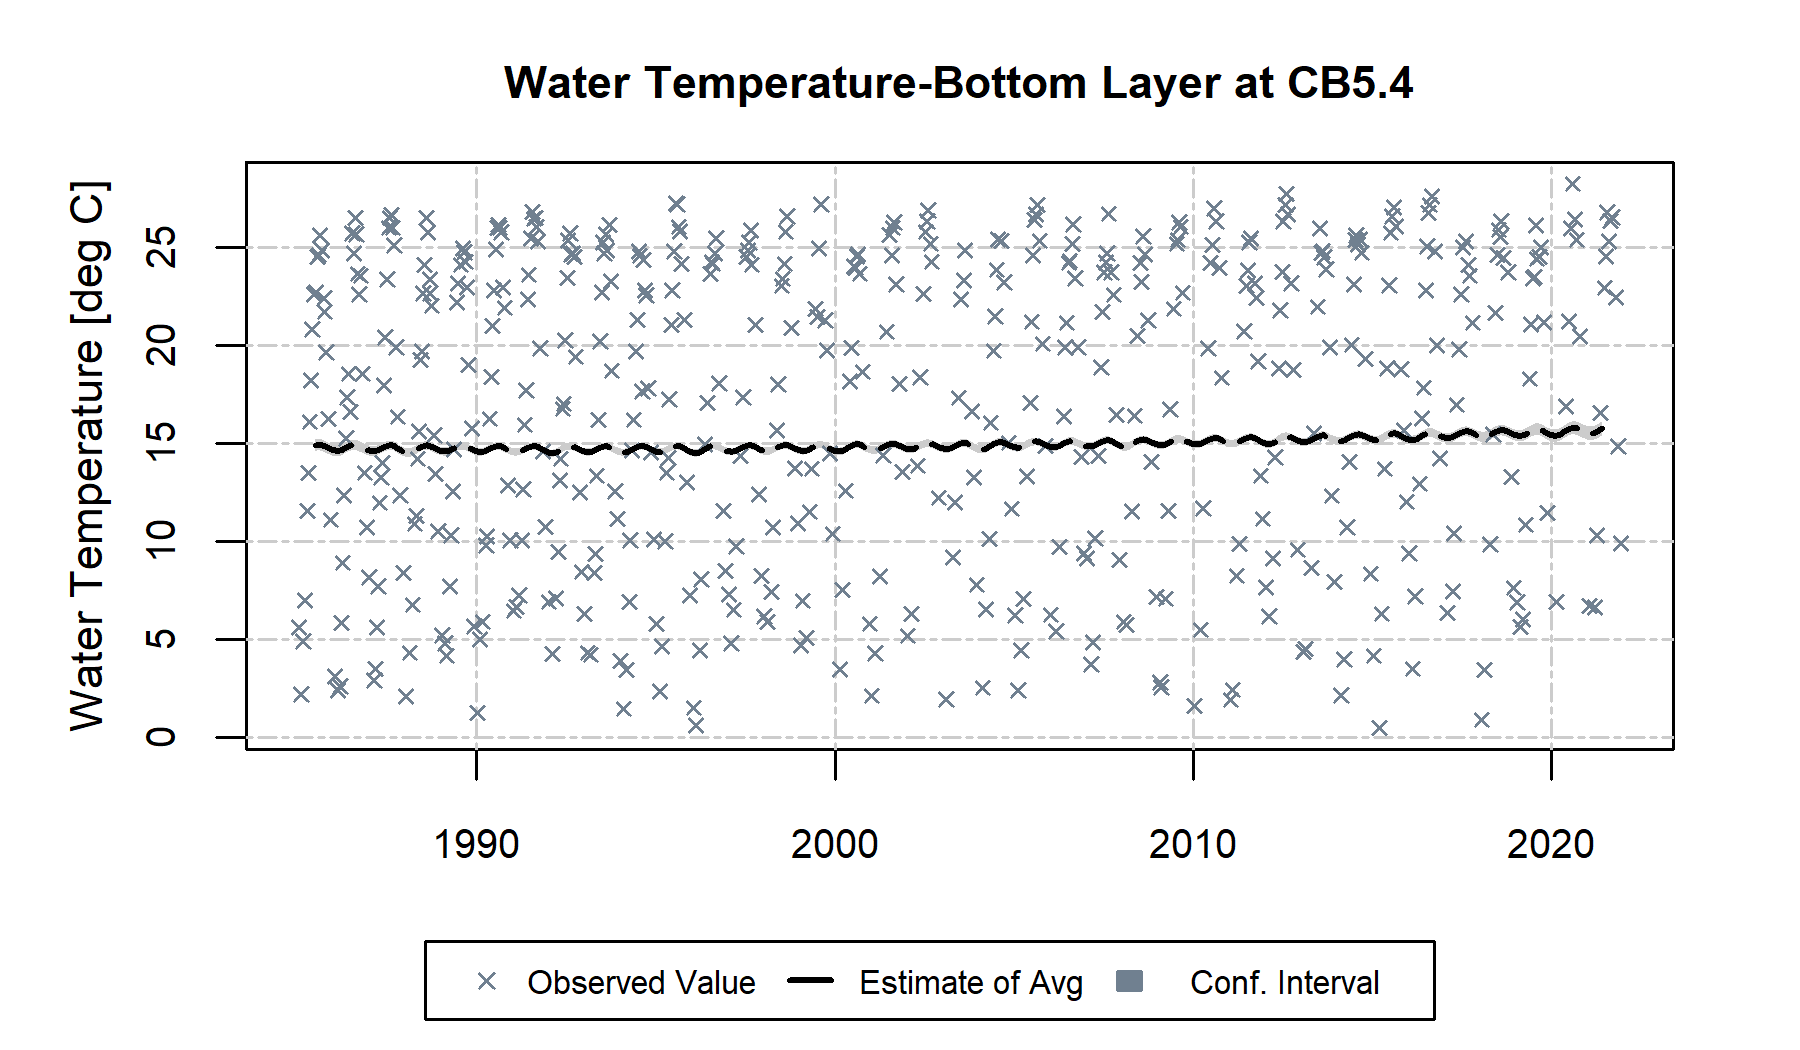 Water Temperature-Bottom Layer at CB5.4
Water Temperature [deg C]
25
20
15
10
5
0
1990 2000 2010 2020
Observed Value Estimate of Avg Conf. Interval